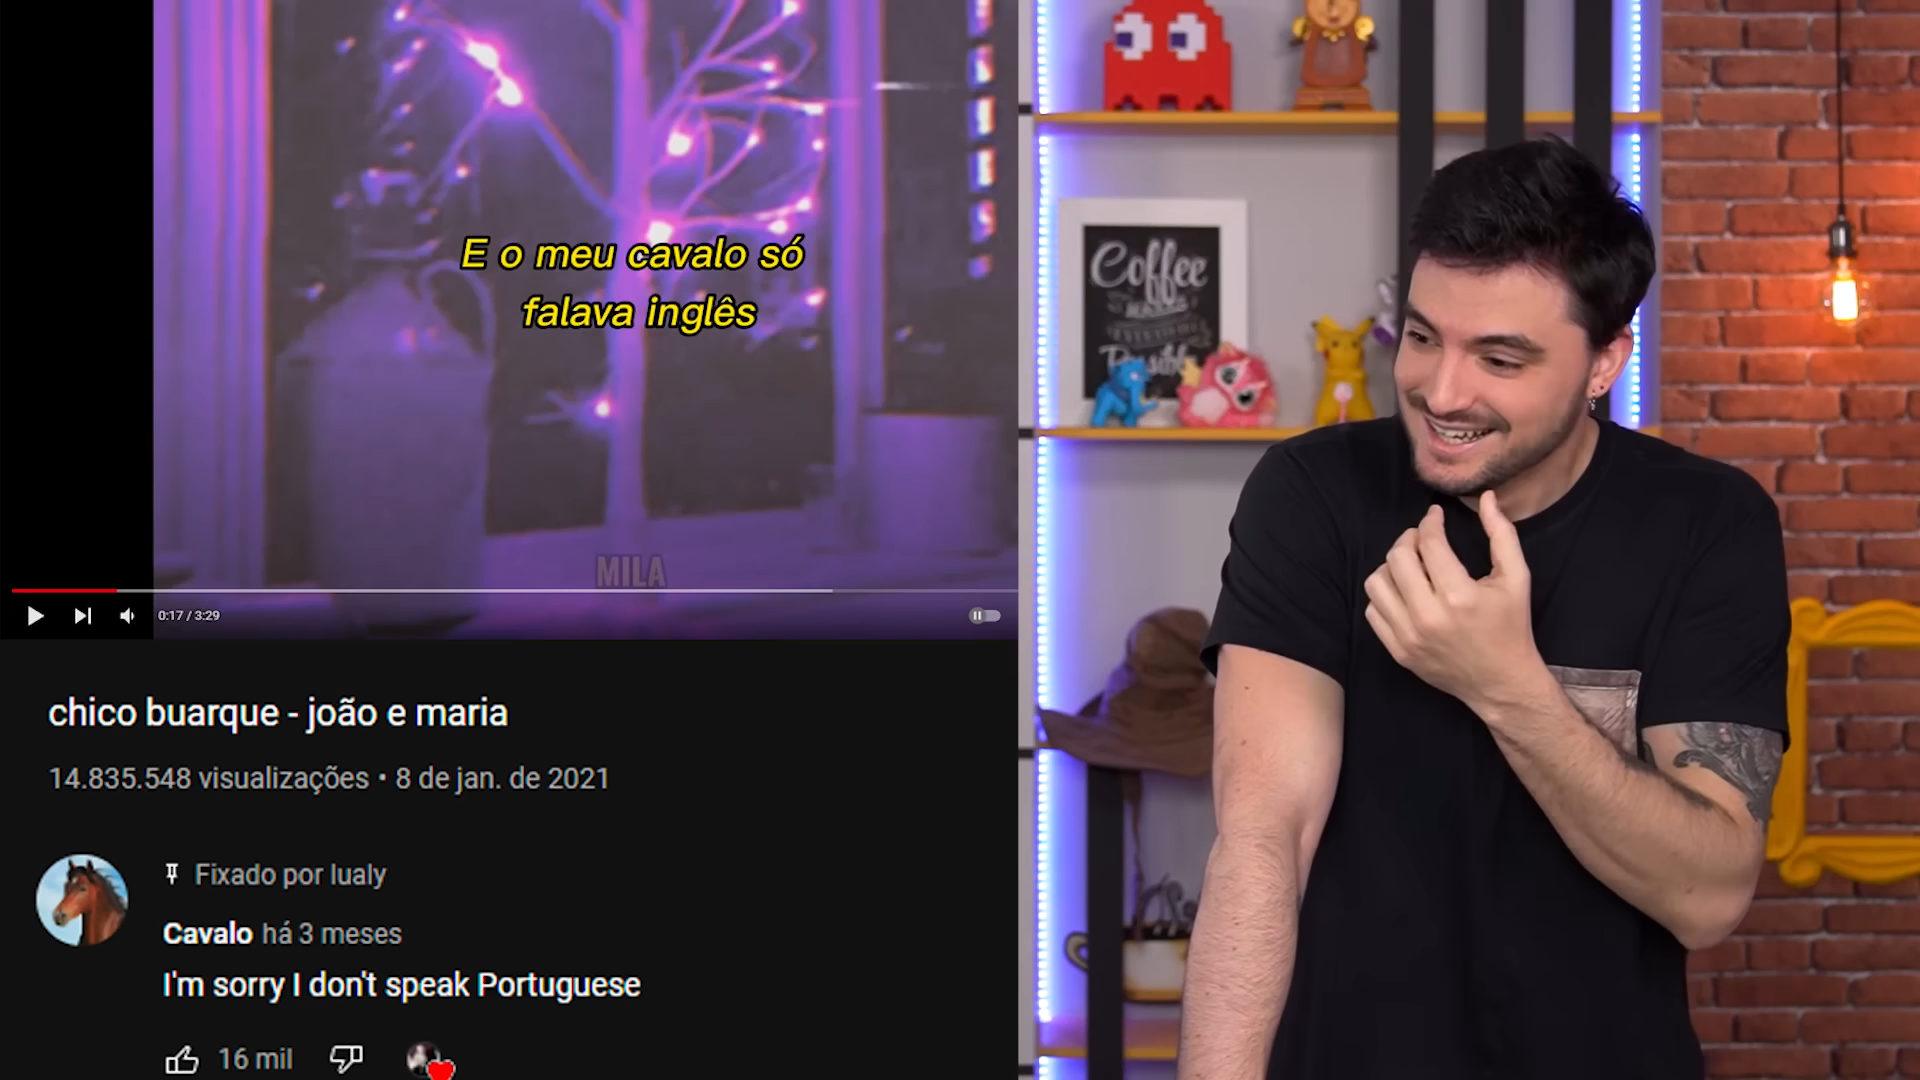 E o meu cavalo só
falava inglês
MILA
0:17 / 3:29
chico buarque - joão e maria
14.835.548 visualizações • 8 de jan. de 2021
Fixado por lualy
Cavalo há 3 meses
I'm sorry I don't speak Portuguese
16 mil
Coffee